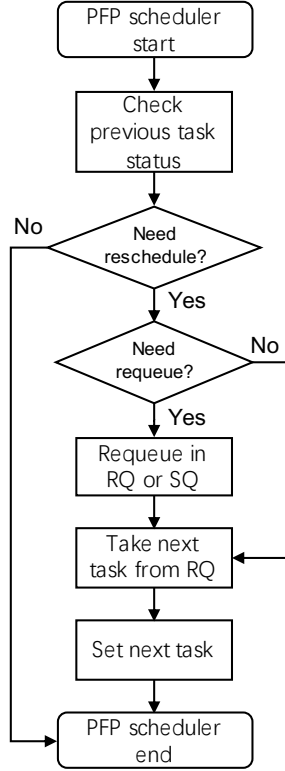 PFP scheduler
start
Check
previous task
status
No
Need
reschedule?
Yes
Need
requeue?
No
Yes
Requeue in
RQ or SQ
Take next
task from RQ
Set next task
PFP scheduler
end